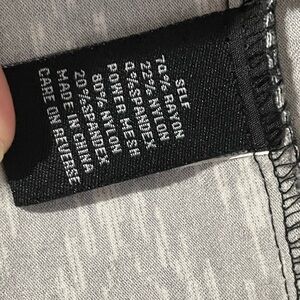 SELF
74% RAYON
22% NYLON
4% SPANDEX
POWER MESH
80% NYLON
20% SPANDEX
MADE IN CHINA
CARE ON REVERSE